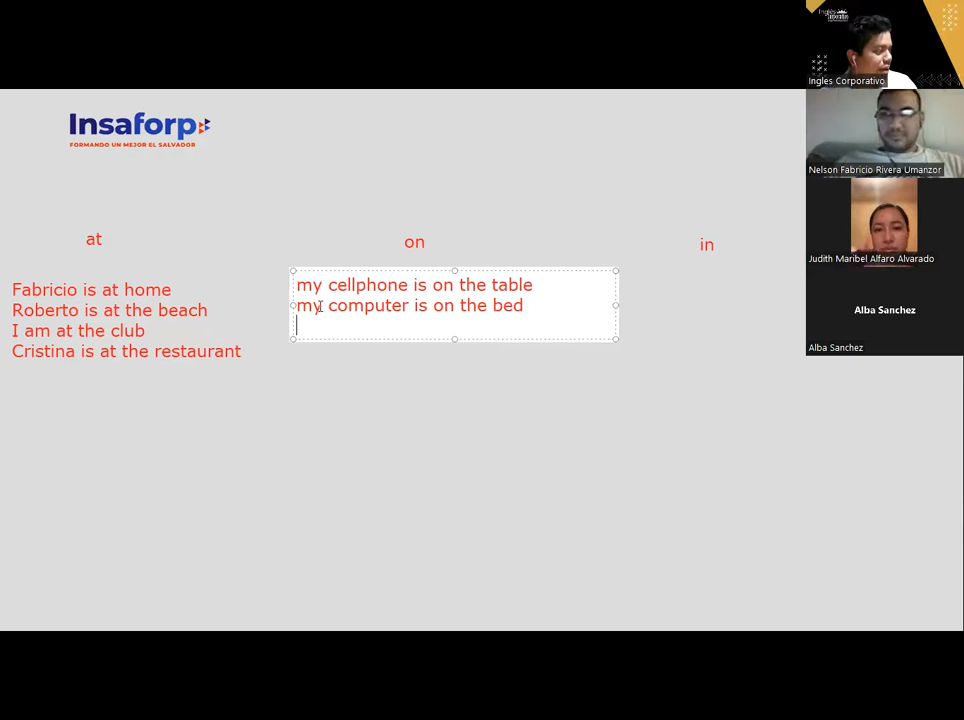 Inglés
Corporativo
Ingles Corporativo
Insaforp
FORMANDO UN MEJOR EL SALVADOR
Nelson Fabricio Rivera Umanzor
at
on
in
Judith Maribel Alfaro Alvarado
Fabricio is at home
Roberto is at the beach
I am at the club
Cristina is at the restaurant
my cellphone is on the table
my computer is on the bed
Alba Sanchez
Alba Sanchez